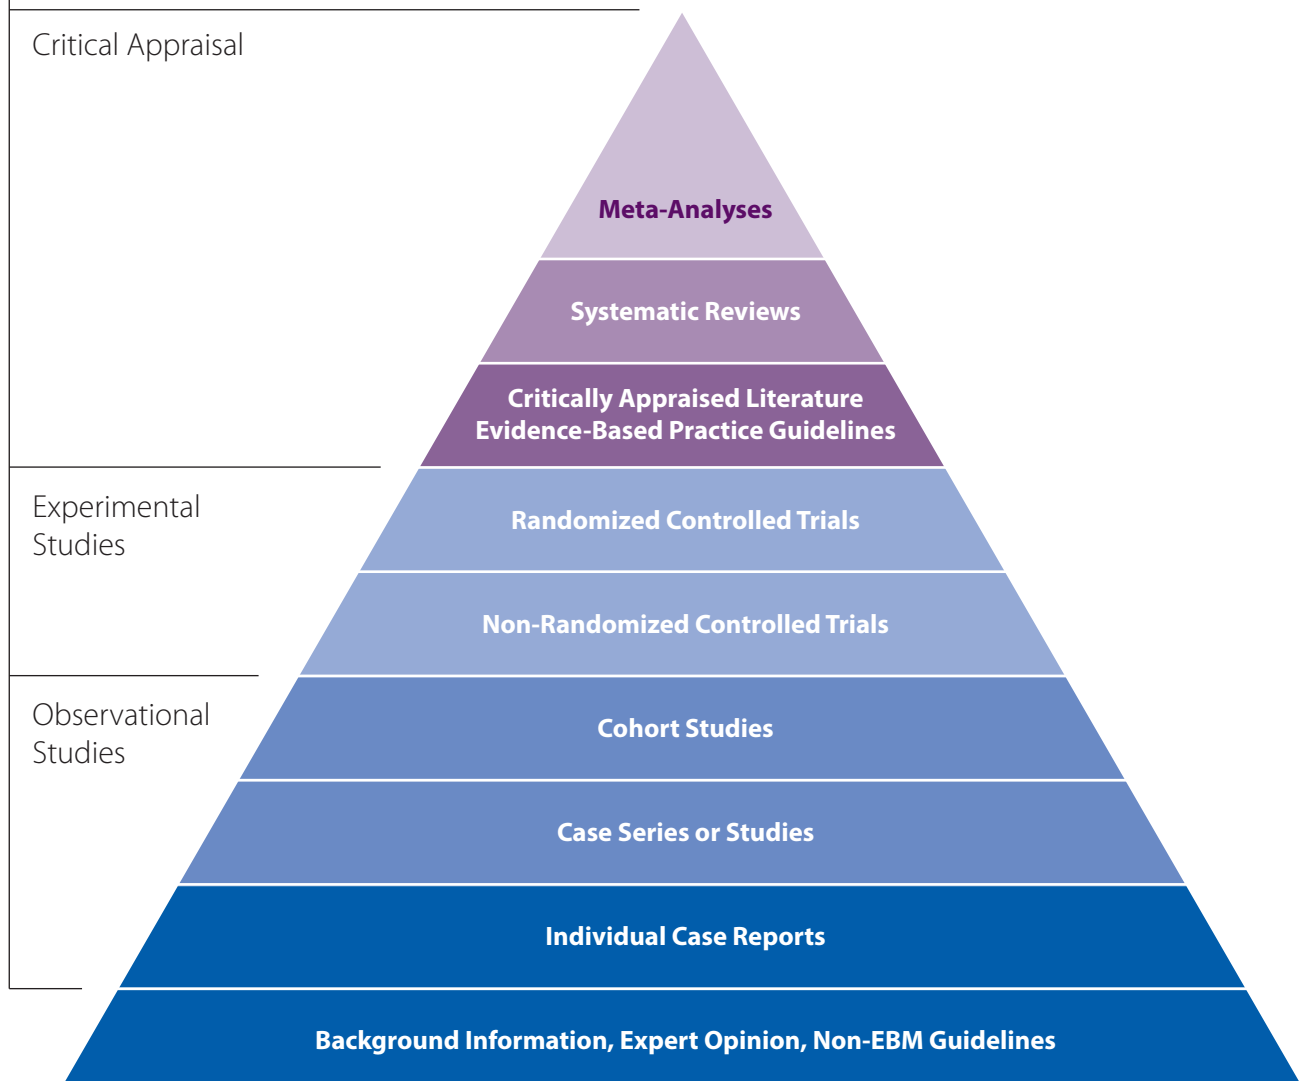 Critical Appraisal
Meta-Analyses
Systematic Reviews
Critically Appraised Literature
Evidence-Based Practice Guidelines
Experimental
Studies
Randomized Controlled Trials
Non-Randomized Controlled Trials
Observational
Studies
Cohort Studies
Case Series or Studies
Individual Case Reports
Background Information, Expert Opinion, Non-EBM Guidelines